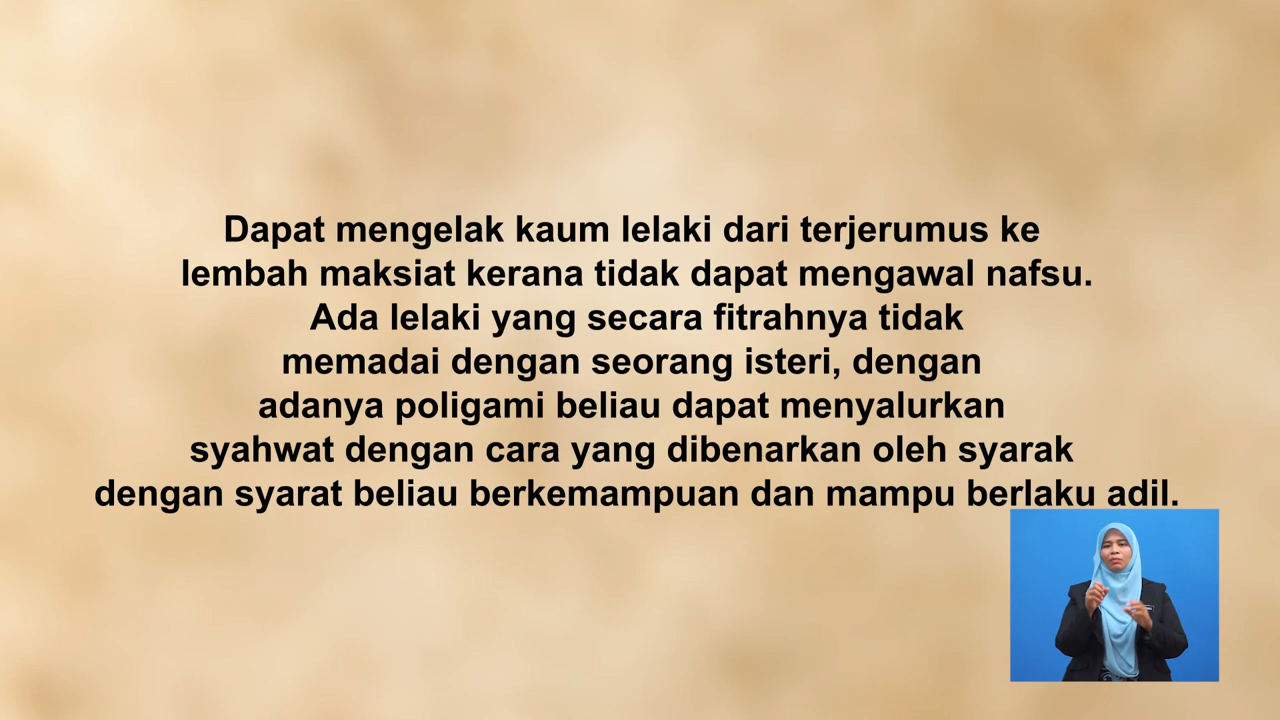 Dapat mengelak kaum lelaki dari terjerumus ke
lembah maksiat kerana tidak dapat mengawal nafsu.
Ada lelaki yang secara fitrahnya tidak
memadai dengan seorang isteri, dengan
adanya poligami beliau dapat menyalurkan
syahwat dengan cara yang dibenarkan oleh syarak
dengan syarat beliau berkemampuan dan mampu berlaku adil.